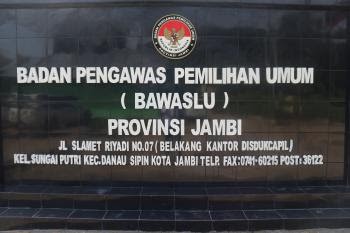 BADAN PENGAWAS PEMILIHAN UMUM
( BAWASLU )
PROVINSI JAMBI
JL SLAMET RIYADI NO.07 ( BELAKANG KANTOR DISDUKCAPIL )
KEL.SUNGAI PUTRI KEC.DANAU SIPIN KOTA JAMBI TELP. FAX:0741-60215 POST: 36122